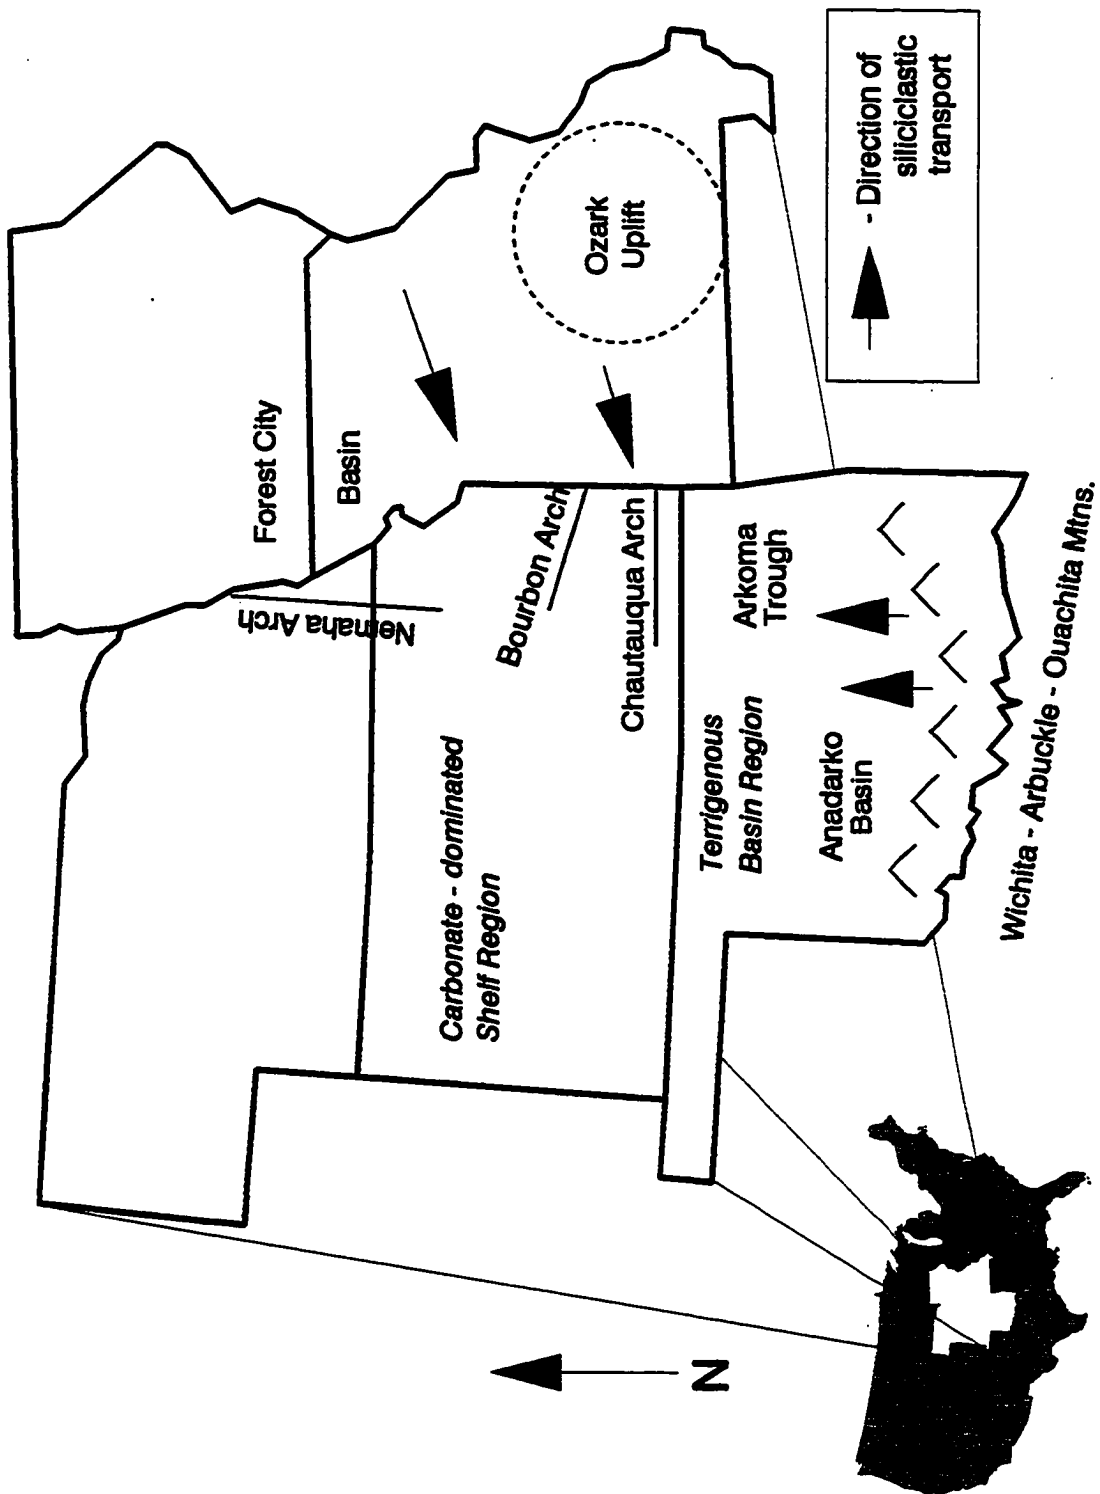 Forest City
Basin
Nemaha Arch
Bourbon Arch
Chautauqua Arch
Ozark
Uplift
Carbonate - dominated
Shelf Region
Terrigenous
Basin Region
Anadarko
Basin
Arkoma
Trough
Wichita - Arbuckle - Ouachita Mtns.
N
- Direction of
siliciclastic
transport